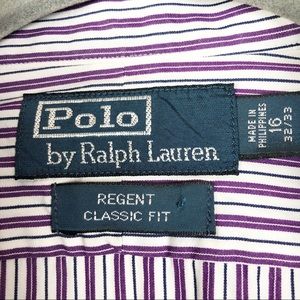 Polo
by Ralph Lauren
REGENT
CLASSIC FIT
MADE IN
PHILIPPINES
16
32/33